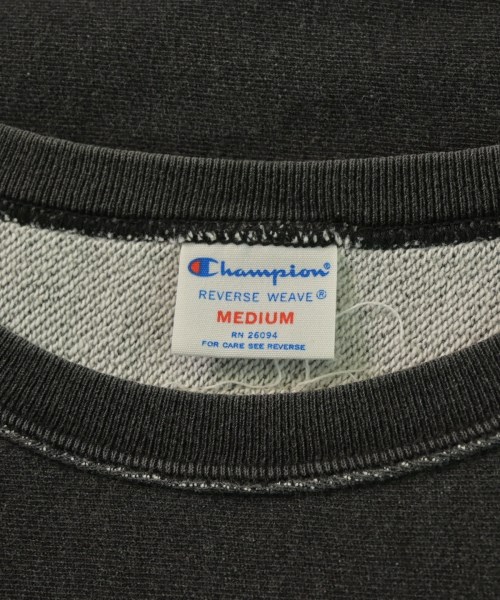 Champion®
REVERSE WEAVE®
MEDIUM
RN 26094
FOR CARE SEE REVERSE